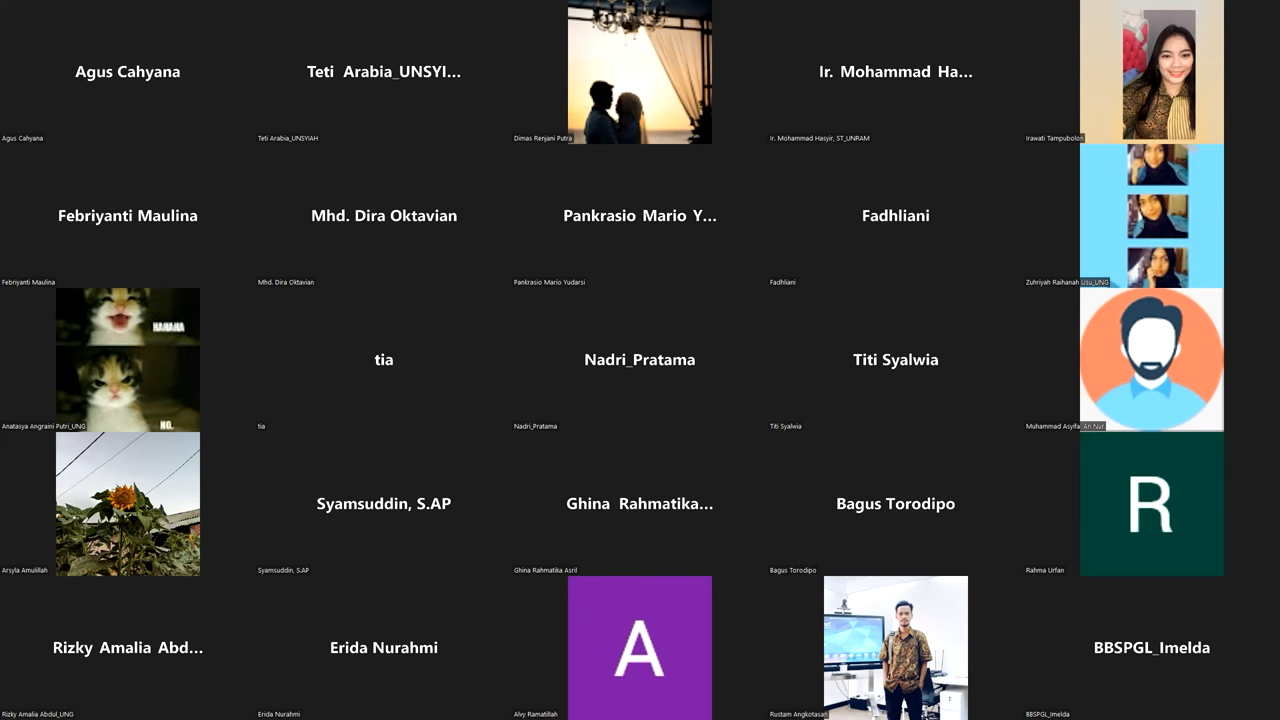 Agus Cahyana
Teti Arabia_UNSYI...
Ir. Mohammad Ha...
Agus Cahyana
Teti Arabia_UNSYIAH
Dimas Renjani Putra
Ir. Mohammad Hasyir, ST_UNRAM
Irawati Tampubolon
Febriyanti Maulina
Mhd. Dira Oktavian
Pankrasio Mario Y...
Fadhliani
Febriyanti Maulina
Mhd. Dira Oktavian
Pankrasio Mario Yudarsi
Fadhliani
Zuhriyah Raihanah Usu_UNG
HAHAHA
tia
Nadri_Pratama
Titi Syalwia
NO.
Anatasya Angraini Putri_UNG
tia
Nadri_Pratama
Titi Syalwia
Muhammad Asyifa An Nur
Syamsuddin, S.AP
Ghina Rahmatika...
Bagus Torodipo
R
Arsyla Amulillah
Syamsuddin, S.AP
Ghina Rahmatika Asril
Bagus Torodipo
Rahma Urfan
Rizky Amalia Abd...
Erida Nurahmi
A
BBSPGL_Imelda
Rizky Amalia Abdul_UNG
Erida Nurahmi
Alvy Ramatillah
Rustam Angkotasan
BBSPGL_Imelda